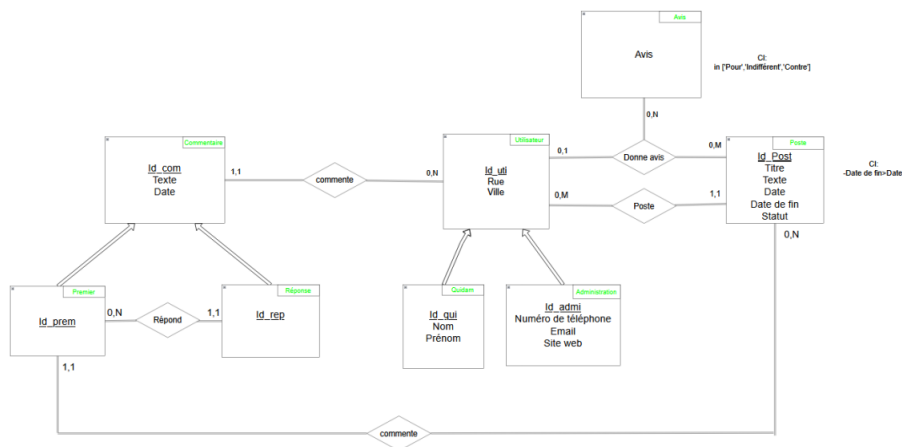 Avis
Avis
CI:
in ['Pour','Indifférent','Contre']
0,N
Commentaire
Id_com
Texte
Date
1,1
commente
0,N
Utilisateur
Id_uti
Rue
Ville
0,1
Donne avis
0,M
0,M
Poste
1,1
Poste
Id_Post
Titre
Texte
Date
Date de fin
Statut
CI:
-Date de fin>Date
0,N
Premier
Id_prem
0,N
Répond
1,1
Réponse
Id_rep
Quidam
Id_qui
Nom
Prénom
Administration
Id_admi
Numéro de téléphone
Email
Site web
1,1
commente